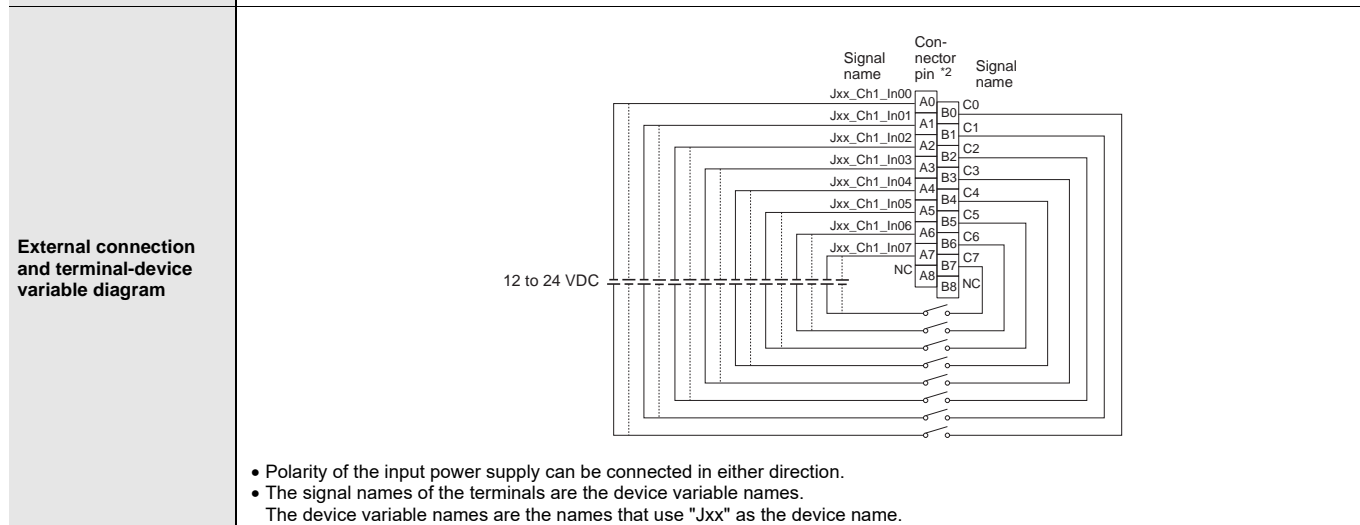 External connection
and terminal-device
variable diagram
Signal
name
Con-
nector
pin *2
Signal
name
Jxx_Ch1_In00 A0 B0 C0
Jxx_Ch1_In01 A1 B1 C1
Jxx_Ch1_In02 A2 B2 C2
Jxx_Ch1_In03 A3 B3 C3
Jxx_Ch1_In04 A4 B4 C4
Jxx_Ch1_In05 A5 B5 C5
Jxx_Ch1_In06 A6 B6 C6
Jxx_Ch1_In07 A7 B7 C7
NC A8 B8 NC
12 to 24 VDC
• Polarity of the input power supply can be connected in either direction.
• The signal names of the terminals are the device variable names.
The device variable names are the names that use "Jxx" as the device name.